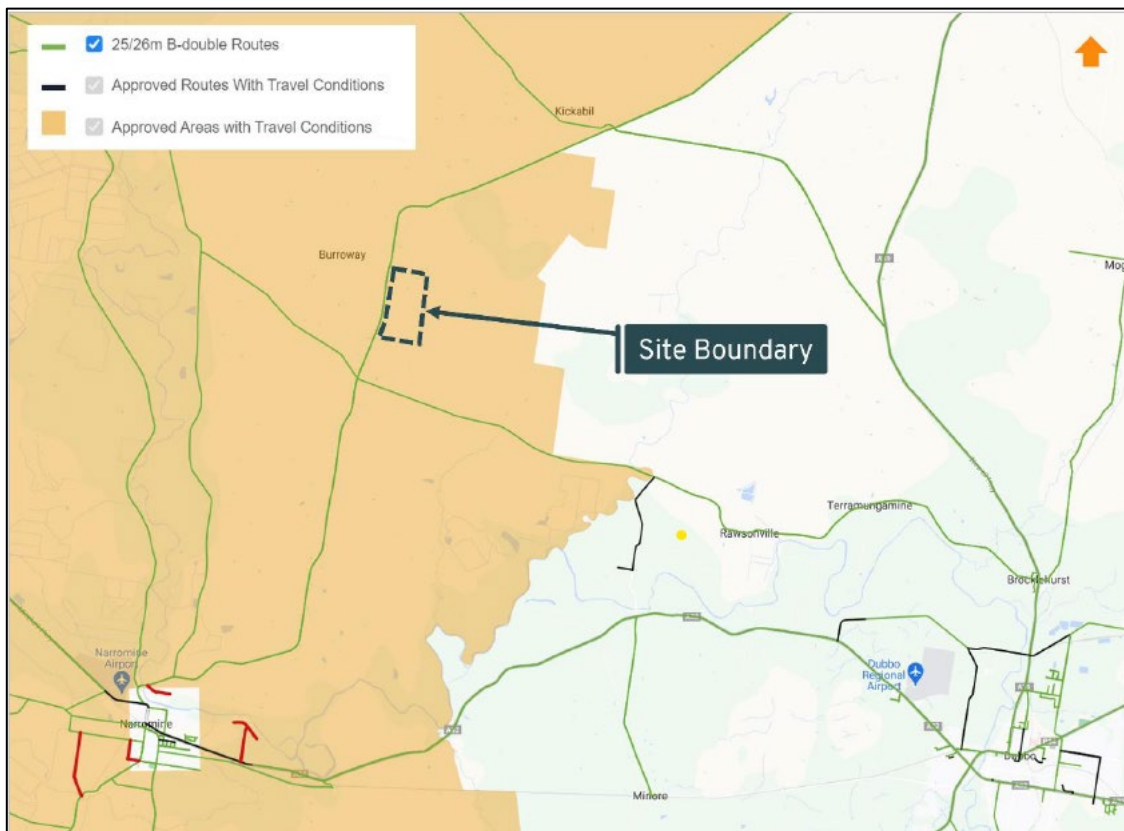 25/26m B-double Routes
Approved Routes With Travel Conditions
Approved Areas with Travel Conditions
Kickabil
Burroway
Mog
Site Boundary
Terramungamine
Rawsonville
Brocklehurst
Narromine
Airport
Dubbo
Regional
Airport
Narromine
Dubbo
Minore